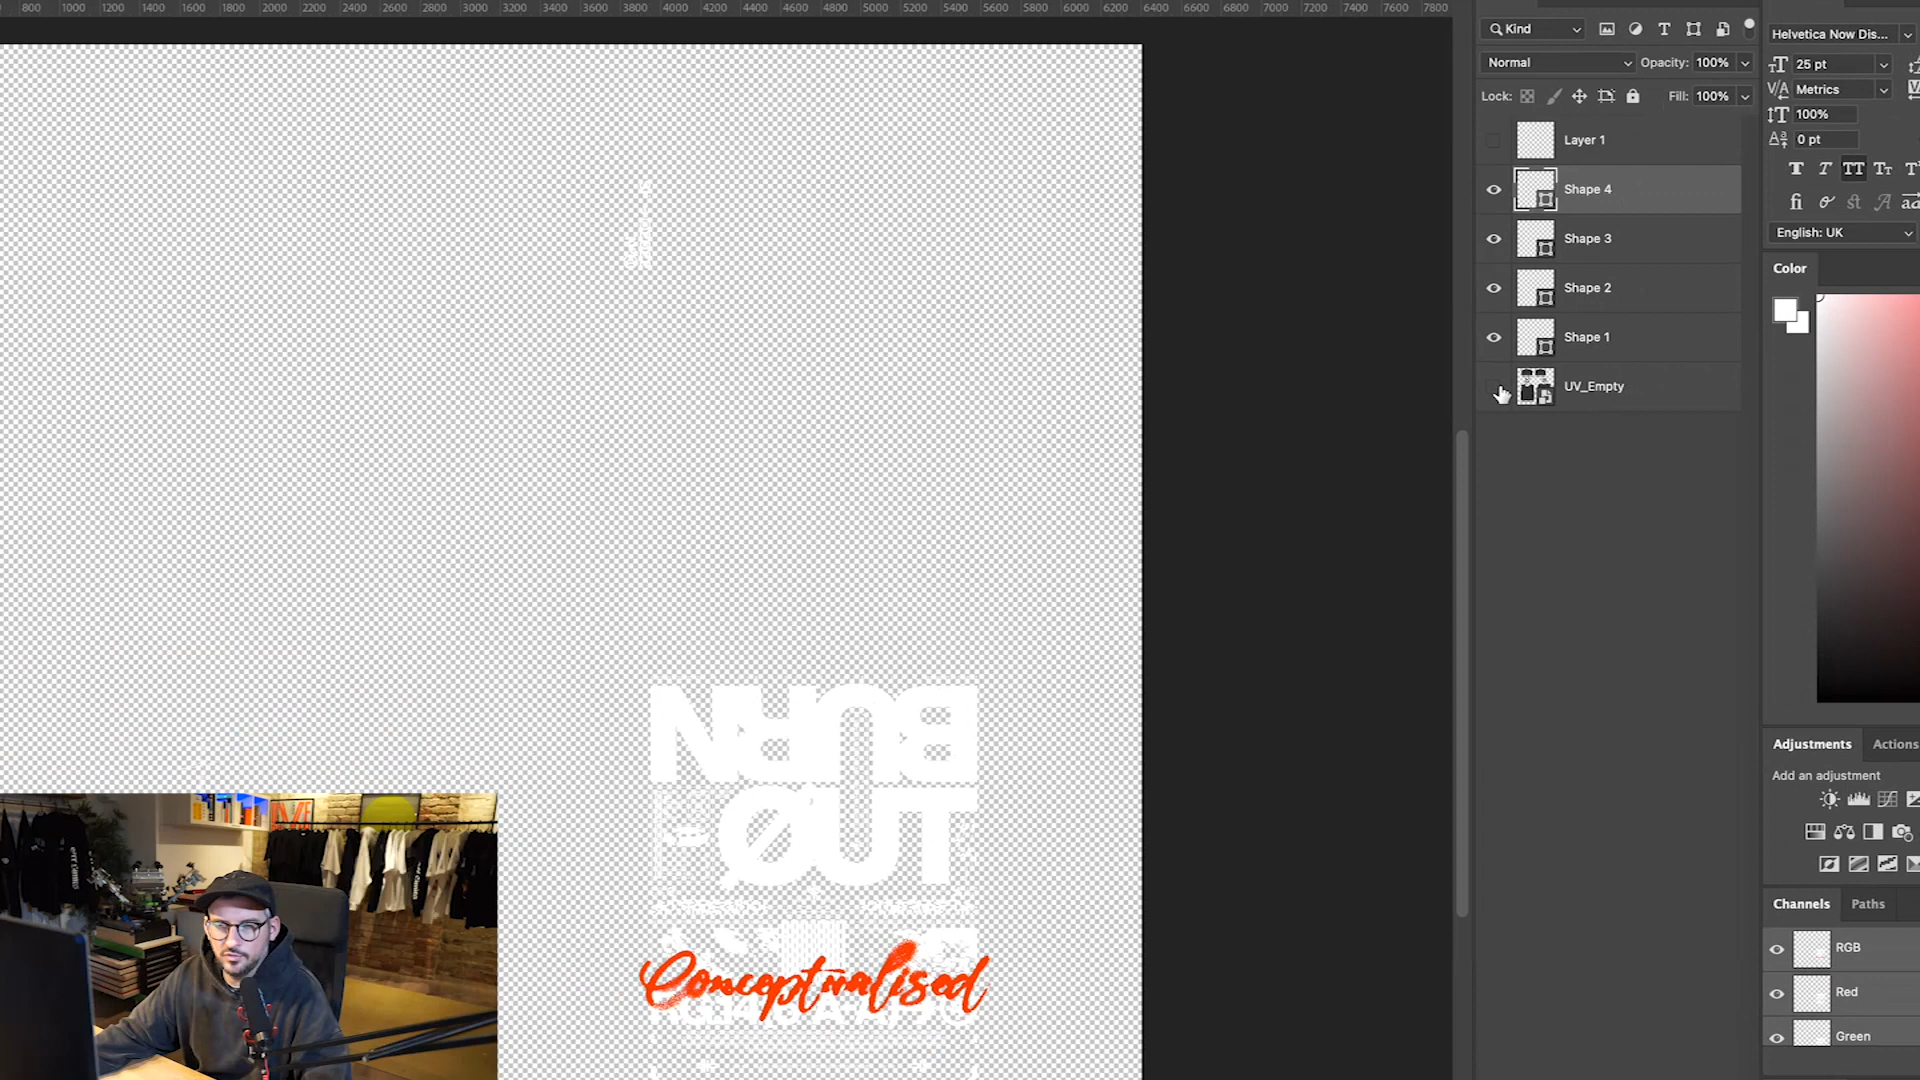 800 1000 1200 1400 1600 1800 2000 2200 2400 2600 2800 3000 3200 3400 3600 3800 4000 4200 4400 4600 4800 5000 5200 5400 5600 5800 6000 6200 6400 6600 6800 7000 7200 7400 7600 7800
Kind
Helvetica Now Dis...
Normal
Opacity: 100%
25 pt
Metrics
Lock:
Fill: 100%
100%
0 pt
Layer 1
Shape 4
Shape 3
Shape 2
Shape 1
UV_Empty
English: UK
Color
Adjustments
Actions
Add an adjustment
Channels
Paths
RGB
Red
Green
BURN
ØUT
Conceptualised